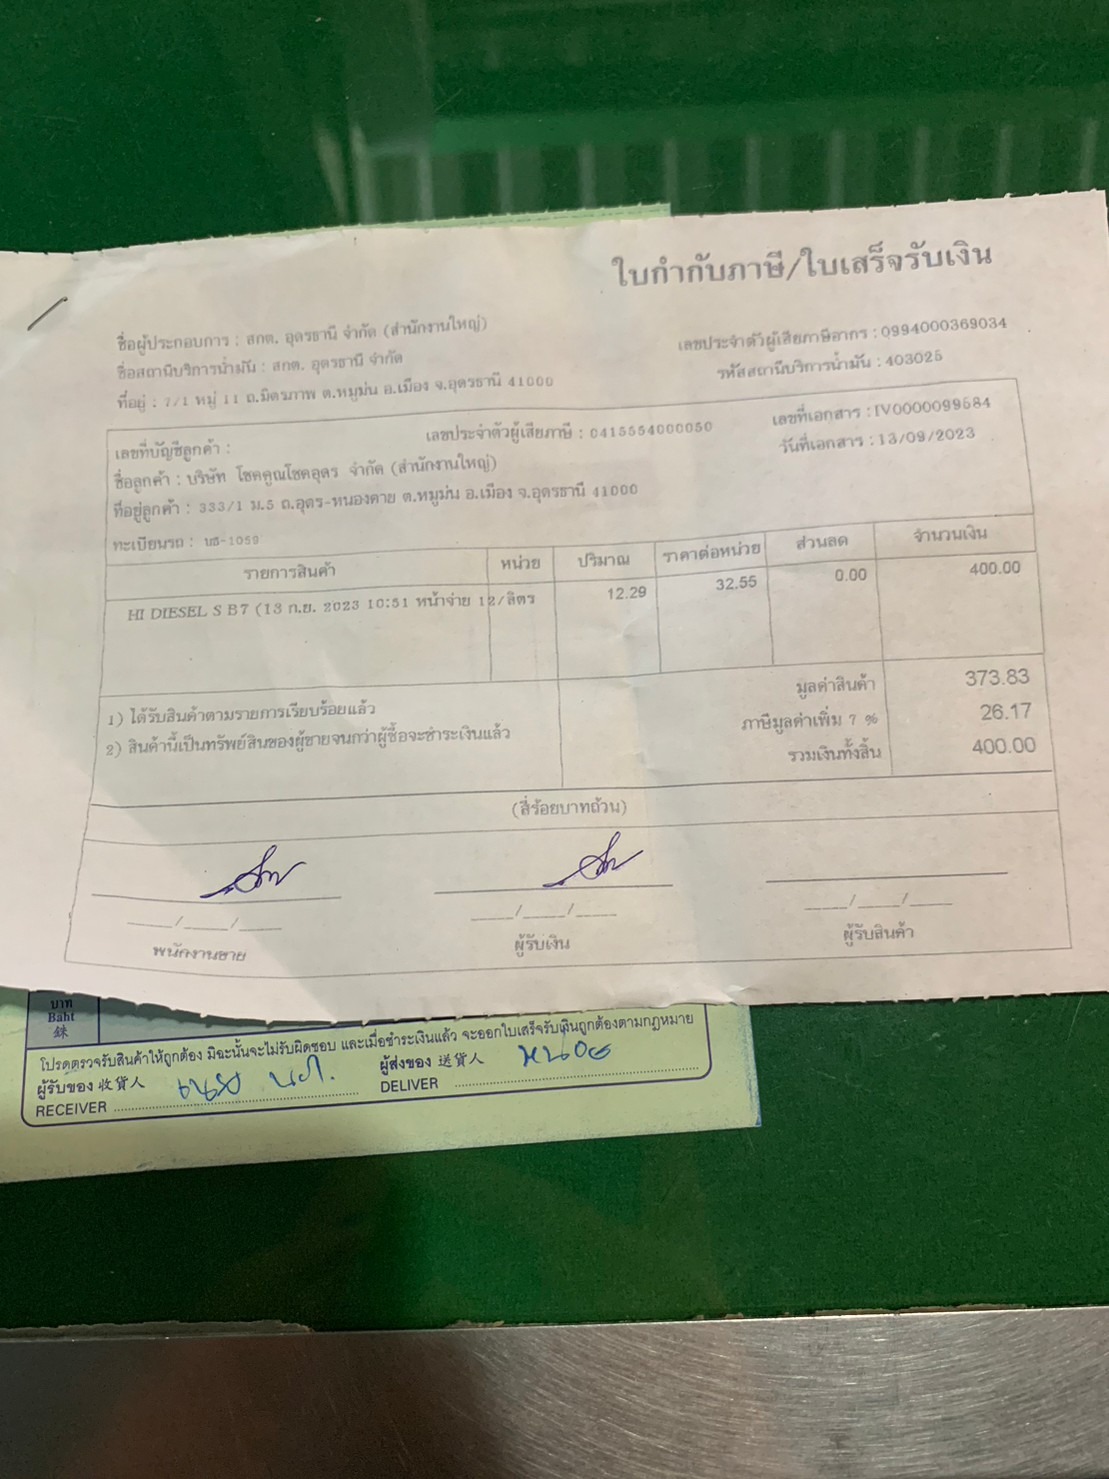 ใบกำกับภาษี/ใบเสร็จรับเงิน
ชื่อผู้ประกอบการ : สกต. อุดรธานี จำกัด (สำนักงานใหญ่)
เลขประจำตัวผู้เสียภาษีอากร : 0994000369034
ชื่อสถานีบริการน้ำมัน : สกต. อุดรธานี จำกัด
รหัสสถานีบริการน้ำมัน : 403025
ที่อยู่ : 7/1 หมู่ 11 ถ.มิตรภาพ ต.หมูม่น อ.เมือง จ.อุดรธานี 41000
เลขที่บัญชีลูกค้า :
เลขประจำตัวผู้เสียภาษี : 0415554000050
เลขที่เอกสาร : IV0000099584
ชื่อลูกค้า : บริษัท โชคคูณโชคอุดร จำกัด (สำนักงานใหญ่)
วันที่เอกสาร : 13/09/2023
ที่อยู่ลูกค้า : 333/1 ม.5 ถ.อุดร-หนองคาย ต.หมูม่น อ.เมือง จ.อุดรธานี 41000
ทะเบียนรถ : บธ-1059
รายการสินค้า หน่วย ปริมาณ ราคาต่อหน่วย ส่วนลด จำนวนเงิน
HI DIESEL S B7 (13 ก.ย. 2023 10:51 หน้าจ่าย 12/ลิตร 12.29 32.55 0.00 400.00
มูลค่าสินค้า 373.83
1) ได้รับสินค้าตามรายการเรียบร้อยแล้ว
ภาษีมูลค่าเพิ่ม 7 % 26.17
2) สินค้านี้เป็นทรัพย์สินของผู้ขายจนกว่าผู้ซื้อจะชำระเงินแล้ว
รวมเงินทั้งสิ้น 400.00
(สี่ร้อยบาทถ้วน)
____/____/____ ____/____/____ ____/____/____
พนักงานขาย ผู้รับเงิน ผู้รับสินค้า
บาท
Baht
銖
โปรดตรวจรับสินค้าให้ถูกต้อง มิฉะนั้นจะไม่รับผิดชอบ และเมื่อชำระเงินแล้ว จะออกใบเสร็จรับเงินถูกต้องตามกฎหมาย
ผู้รับของ 收貨人 ผู้ส่งของ 送貨人
RECEIVER DELIVER